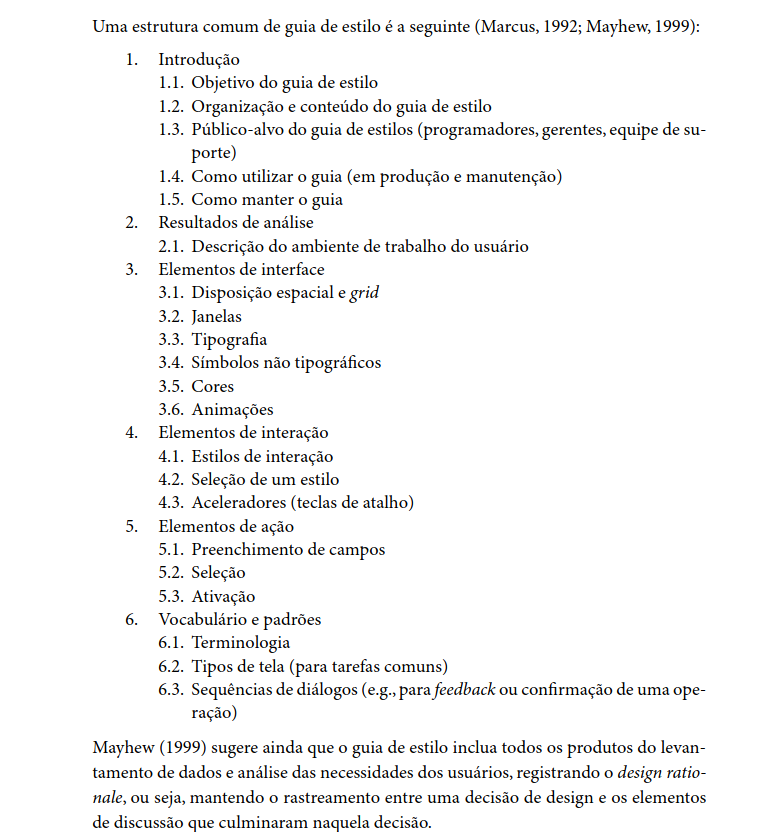 Uma estrutura comum de guia de estilo é a seguinte (Marcus, 1992; Mayhew, 1999):
1. Introdução
1.1. Objetivo do guia de estilo
1.2. Organização e conteúdo do guia de estilo
1.3. Público-alvo do guia de estilos (programadores, gerentes, equipe de su-
porte)
1.4. Como utilizar o guia (em produção e manutenção)
1.5. Como manter o guia
2. Resultados de análise
2.1. Descrição do ambiente de trabalho do usuário
3. Elementos de interface
3.1. Disposição espacial e grid
3.2. Janelas
3.3. Tipografia
3.4. Símbolos não tipográficos
3.5. Cores
3.6. Animações
4. Elementos de interação
4.1. Estilos de interação
4.2. Seleção de um estilo
4.3. Aceleradores (teclas de atalho)
5. Elementos de ação
5.1. Preenchimento de campos
5.2. Seleção
5.3. Ativação
6. Vocabulário e padrões
6.1. Terminologia
6.2. Tipos de tela (para tarefas comuns)
6.3. Sequências de diálogos (e.g., para feedback ou confirmação de uma ope-
ração)
Mayhew (1999) sugere ainda que o guia de estilo inclua todos os produtos do levan-
tamento de dados e análise das necessidades dos usuários, registrando o design ratio-
nale, ou seja, mantendo o rastreamento entre uma decisão de design e os elementos
de discussão que culminaram naquela decisão.